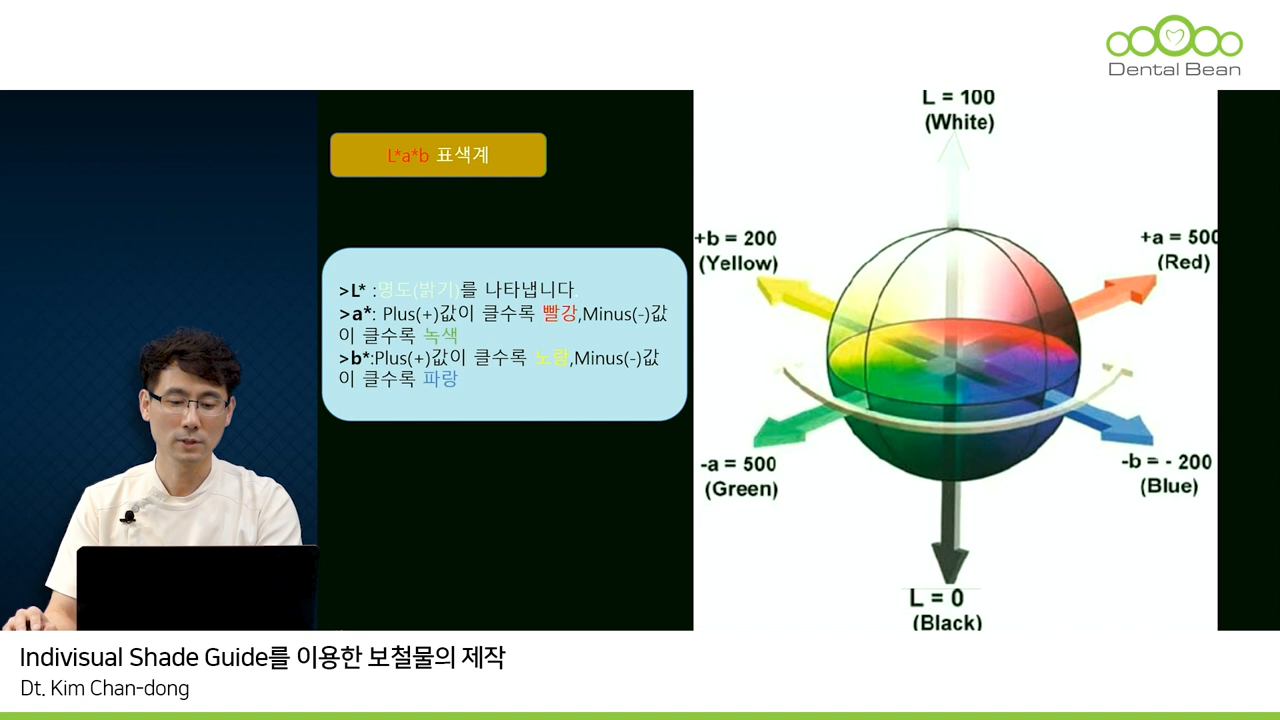 Dental Bean
L*a*b 표색계
>L* :명도(밝기)를 나타냅니다.
>a*: Plus(+)값이 클수록 빨강,Minus(-)값
이 클수록 녹색
>b*:Plus(+)값이 클수록 노랑,Minus(-)값
이 클수록 파랑
L = 100
(White)
+b = 200
(Yellow)
+a = 500
(Red)
-a = 500
(Green)
-b = - 200
(Blue)
L = 0
(Black)
Indivisual Shade Guide를 이용한 보철물의 제작
Dt. Kim Chan-dong